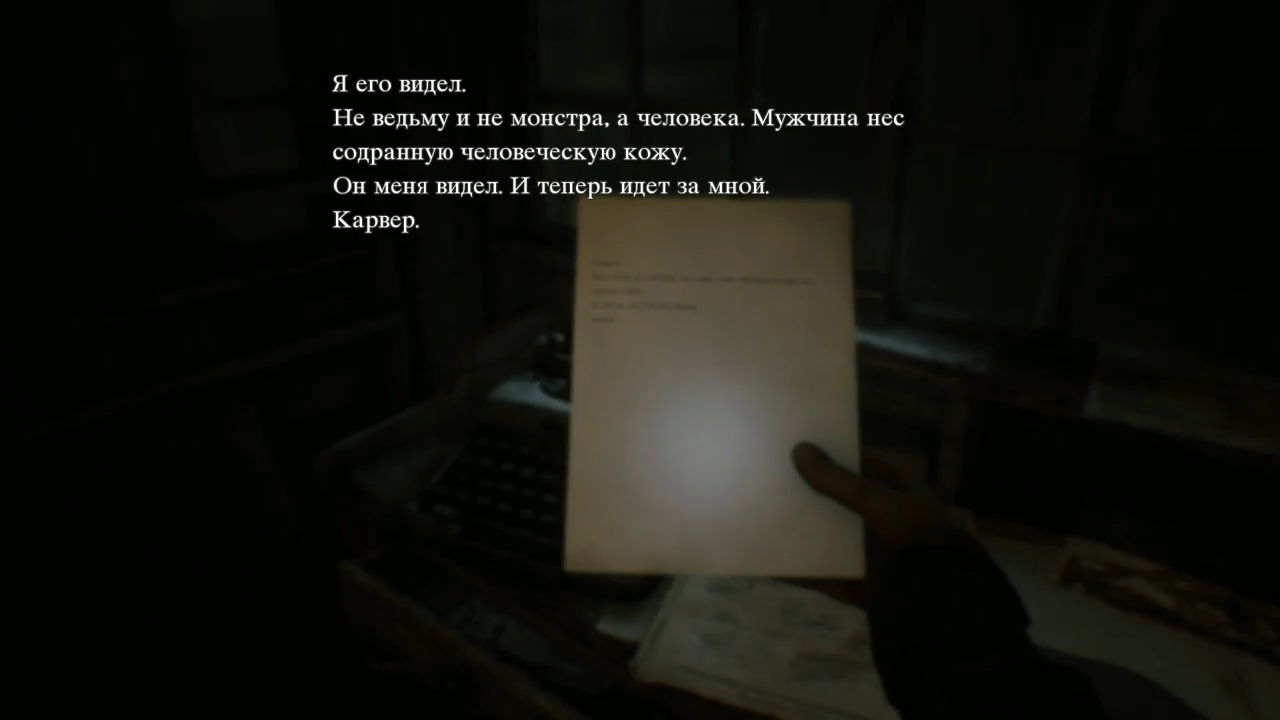 Я его видел.
Не ведьму и не монстра, а человека. Мужчина нес
содранную человеческую кожу.
Он меня видел. И теперь идет за мной.
Карвер.